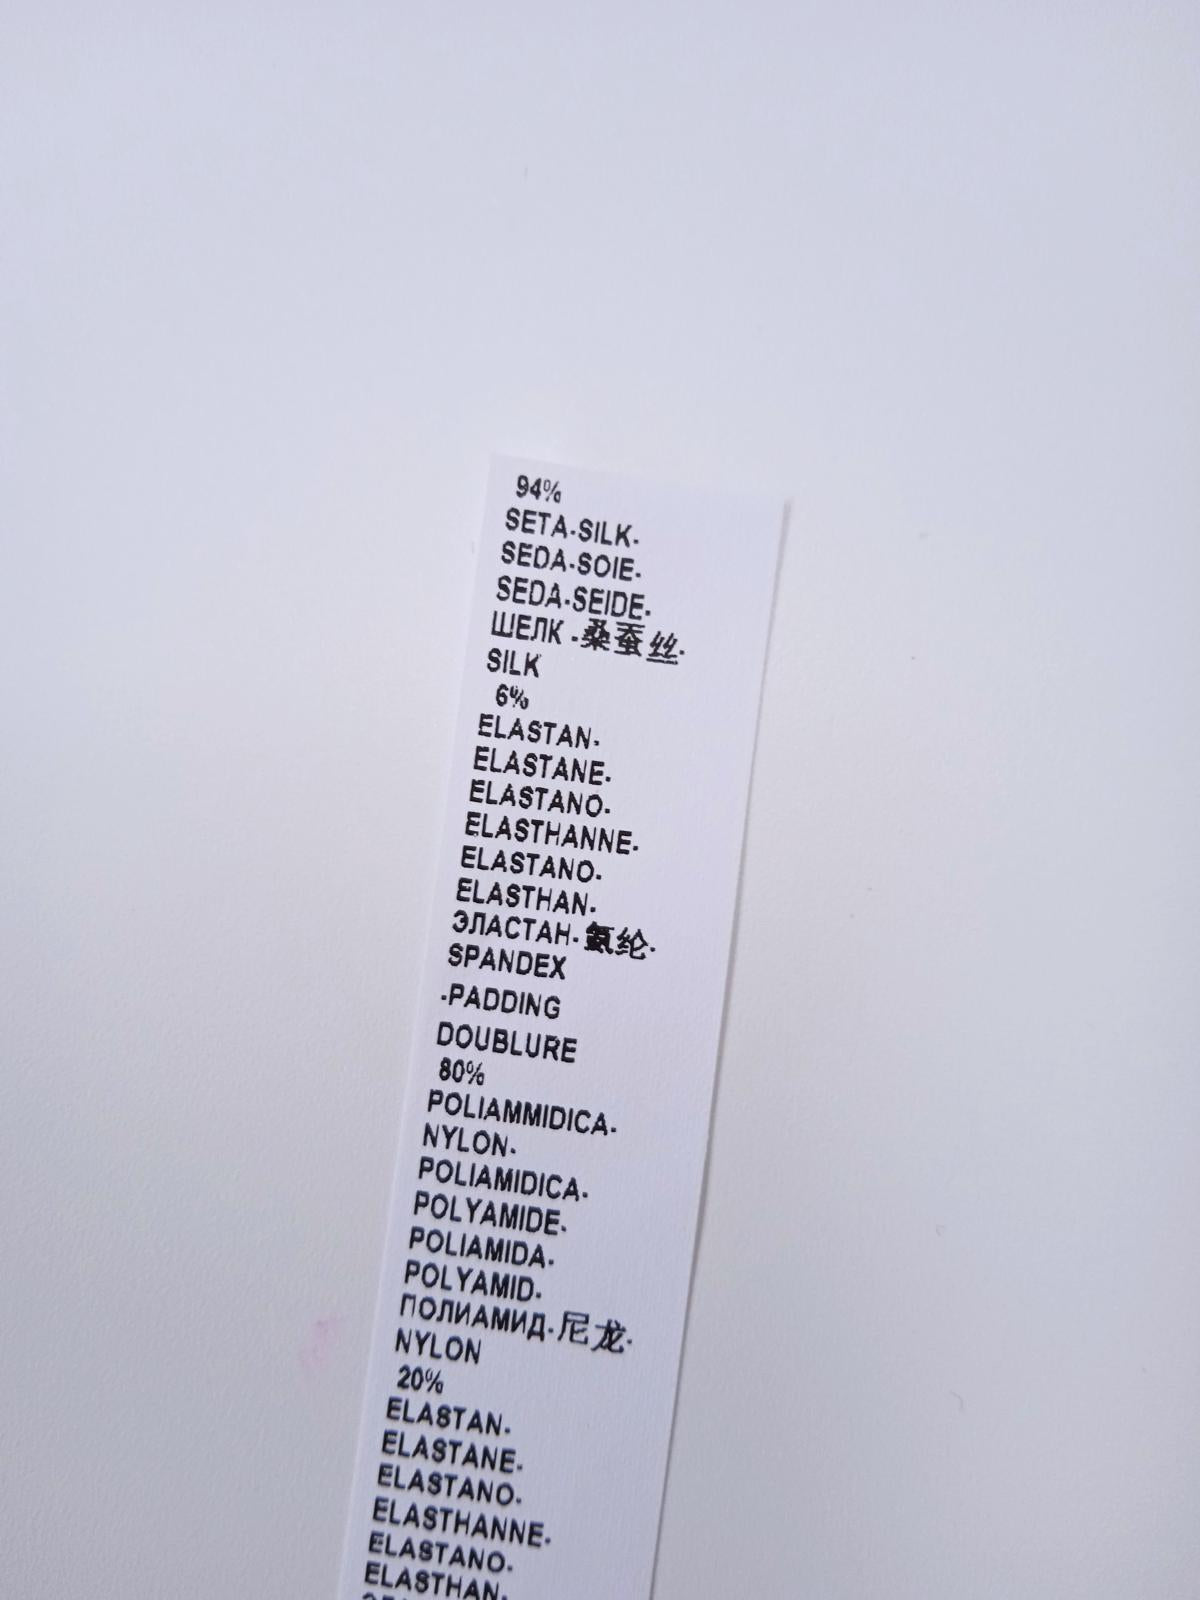 94%
SETA-SILK-
SEDA-SOIE-
SEDA-SEIDE-
ШЕЛК -桑蚕丝-
SILK
6%
ELASTAN-
ELASTANE-
ELASTANO-
ELASTHANNE-
ELASTANO-
ELASTHAN-
ЭЛАСТАН-氨纶-
SPANDEX
-PADDING
DOUBLURE
80%
POLIAMMIDICA-
NYLON-
POLIAMIDICA-
POLYAMIDE-
POLIAMIDA-
POLYAMID-
ПОЛИАМИД-尼龙-
NYLON
20%
ELASTAN-
ELASTANE-
ELASTANO-
ELASTHANNE-
ELASTANO-
ELASTHAN-